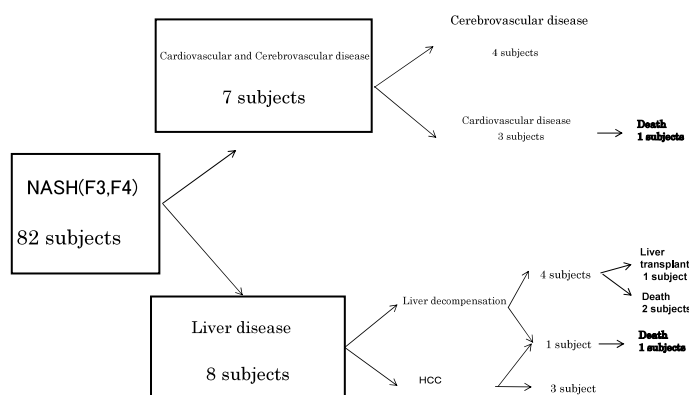 Cerebrovascular disease
4 subjects
Cardiovascular and Cerebrovascular disease
7 subjects
Cardiovascular disease
3 subjects
Death
1 subjects
NASH(F3,F4)
82 subjects
Liver disease
8 subjects
Liver decompensation
4 subjects
Liver
transplant
1 subject
Death
2 subjects
1 subject
Death
1 subjects
HCC
3 subject